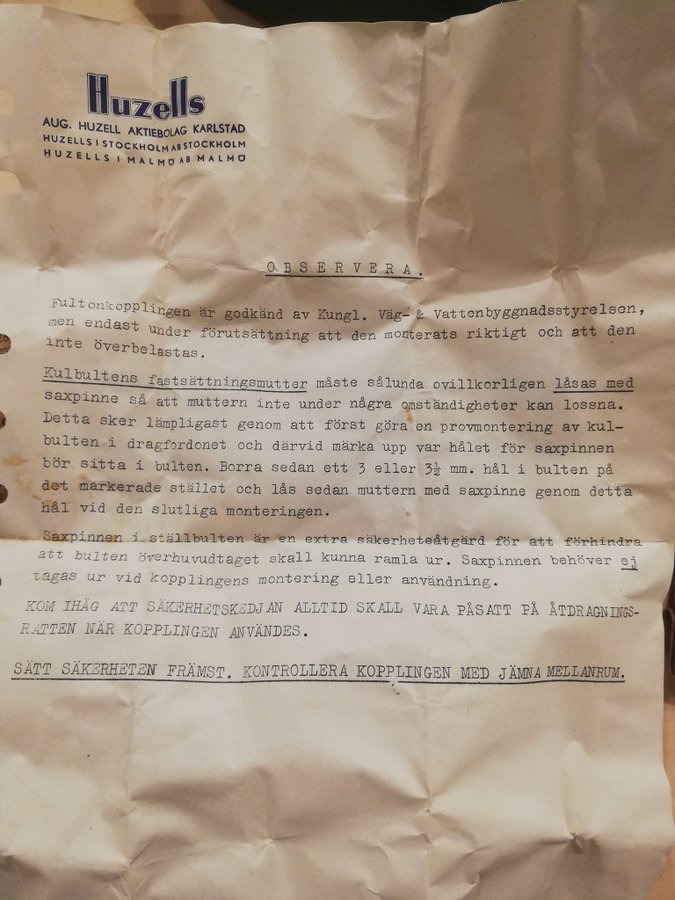 Huzells
AUG. HUZELL AKTIEBOLAG KARLSTAD
HUZELLS I STOCKHOLM AB STOCKHOLM
HUZELLS I MALMÖ AB MALMÖ
OBSERVERA.
Fultonkopplingen är godkänd av Kungl. Väg- & Vattenbyggnadsstyrelsen,
men endast under förutsättning att den monterats riktigt och att den
inte överbelastas.
Kulbultens fastsättningsmutter måste sålunda ovillkorligen låsas med
saxpinne så att muttern inte under några omständigheter kan lossna.
Detta sker lämpligast genom att först göra en provmontering av kul-
bulten i dragfordonet och därvid märka upp var hålet för saxpinnen
bör sitta i bulten. Borra sedan ett 3 eller 3½ mm. hål i bulten på
det markerade stället och lås sedan muttern med saxpinne genom detta
hål vid den slutliga monteringen.
Saxpinnen i ställbulten är en extra säkerhetsåtgärd för att förhindra
att bulten överhuvudtaget skall kunna ramla ur. Saxpinnen behöver ej
tagas ur vid kopplingens montering eller användning.
KOM IHÅG ATT SÄKERHETSKEDJAN ALLTID SKALL VARA PÅSATT PÅ ÅTDRAGNINGS-
RATTEN NÄR KOPPLINGEN ANVÄNDES.
SÄTT SÄKERHETEN FRÄMST. KONTROLLERA KOPPLINGEN MED JÄMNA MELLANRUM.